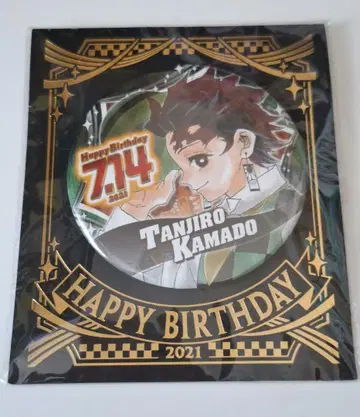 Happy Birthday
7.14
2021
TANJIRO
KAMADO
HAPPY BIRTHDAY
2021